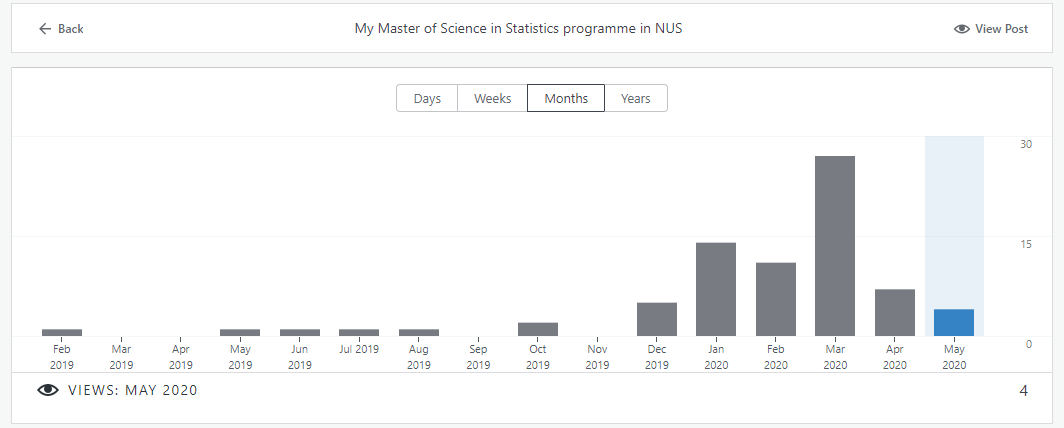 Back
My Master of Science in Statistics programme in NUS
View Post
Days
Weeks
Months
Years
30
15
0
Feb
2019
Mar
2019
Apr
2019
May
2019
Jun
2019
Jul 2019
Aug
2019
Sep
2019
Oct
2019
Nov
2019
Dec
2019
Jan
2020
Feb
2020
Mar
2020
Apr
2020
May
2020
VIEWS: MAY 2020
4